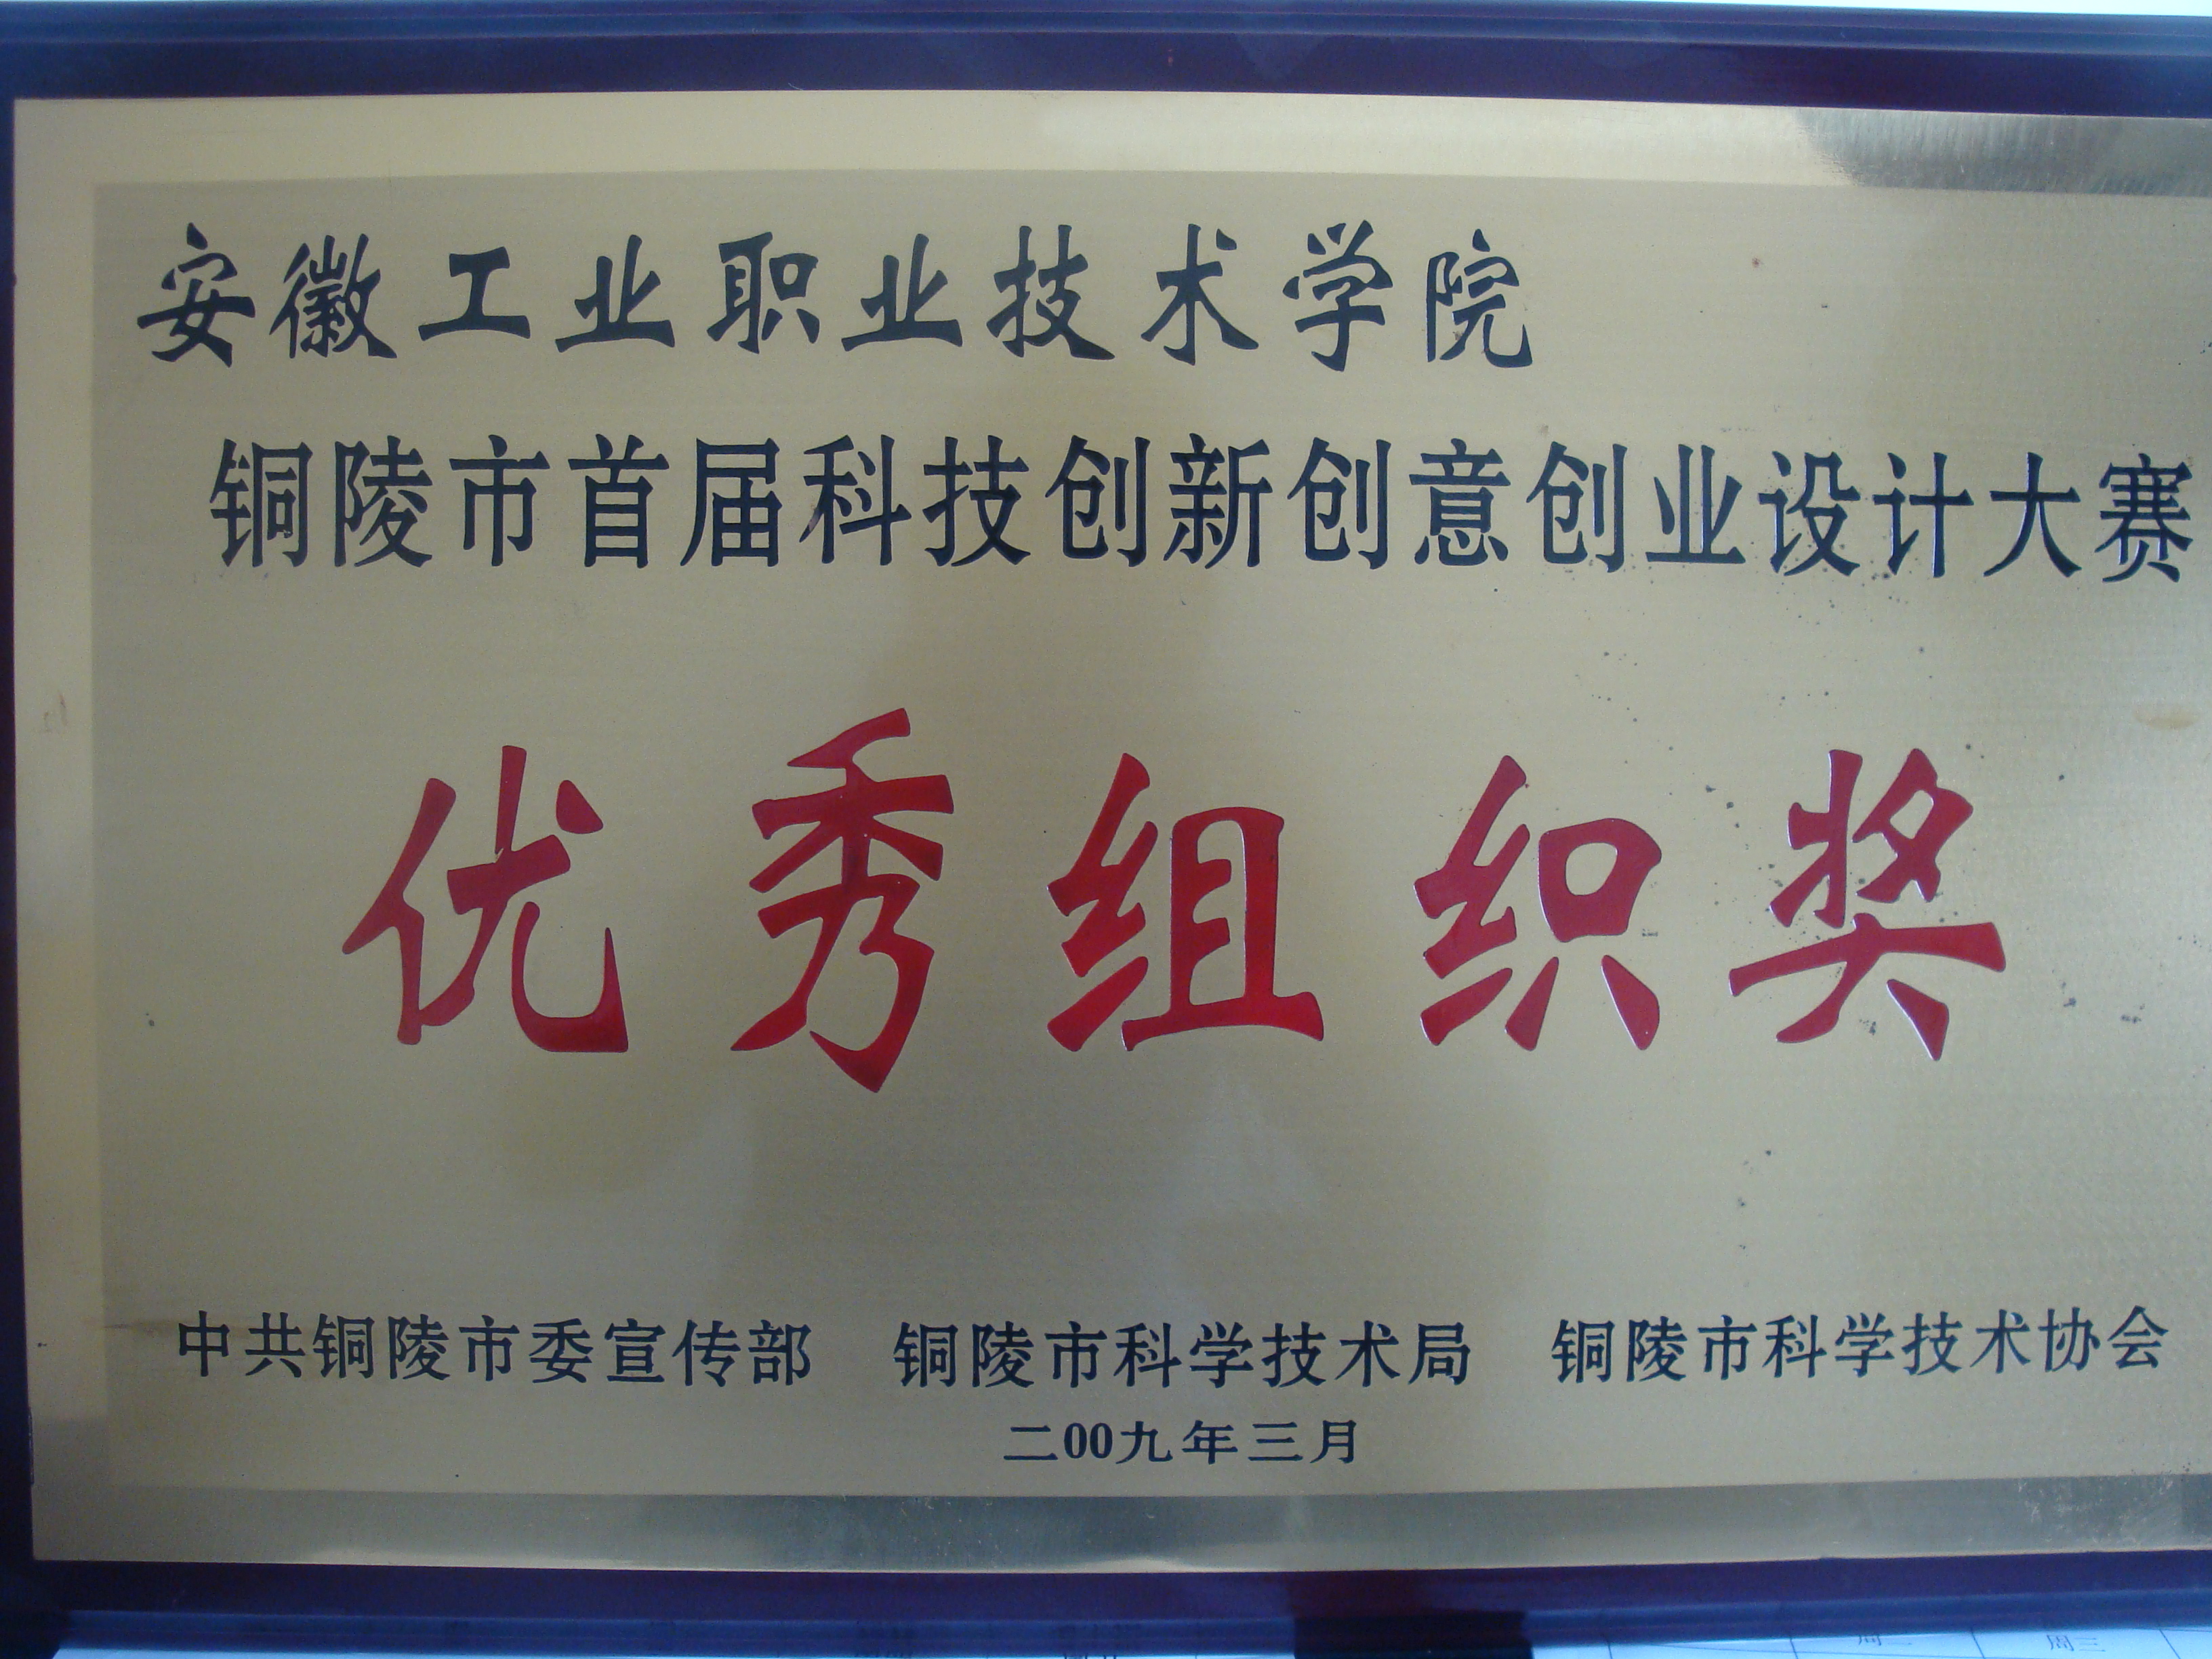 安徽工业职业技术学院
铜陵市首届科技创新创意创业设计大赛
优秀组织奖
中共铜陵市委宣传部 铜陵市科学技术局 铜陵市科学技术协会
二00九年三月
周三